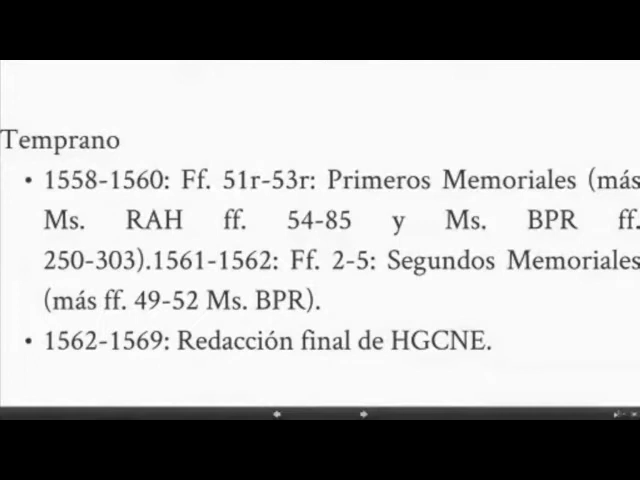 Temprano
• 1558-1560: Ff. 51r-53r: Primeros Memoriales (más
Ms. RAH ff. 54-85 y Ms. BPR ff.
250-303).1561-1562: Ff. 2-5: Segundos Memoriales
(más ff. 49-52 Ms. BPR).
• 1562-1569: Redacción final de HGCNE.